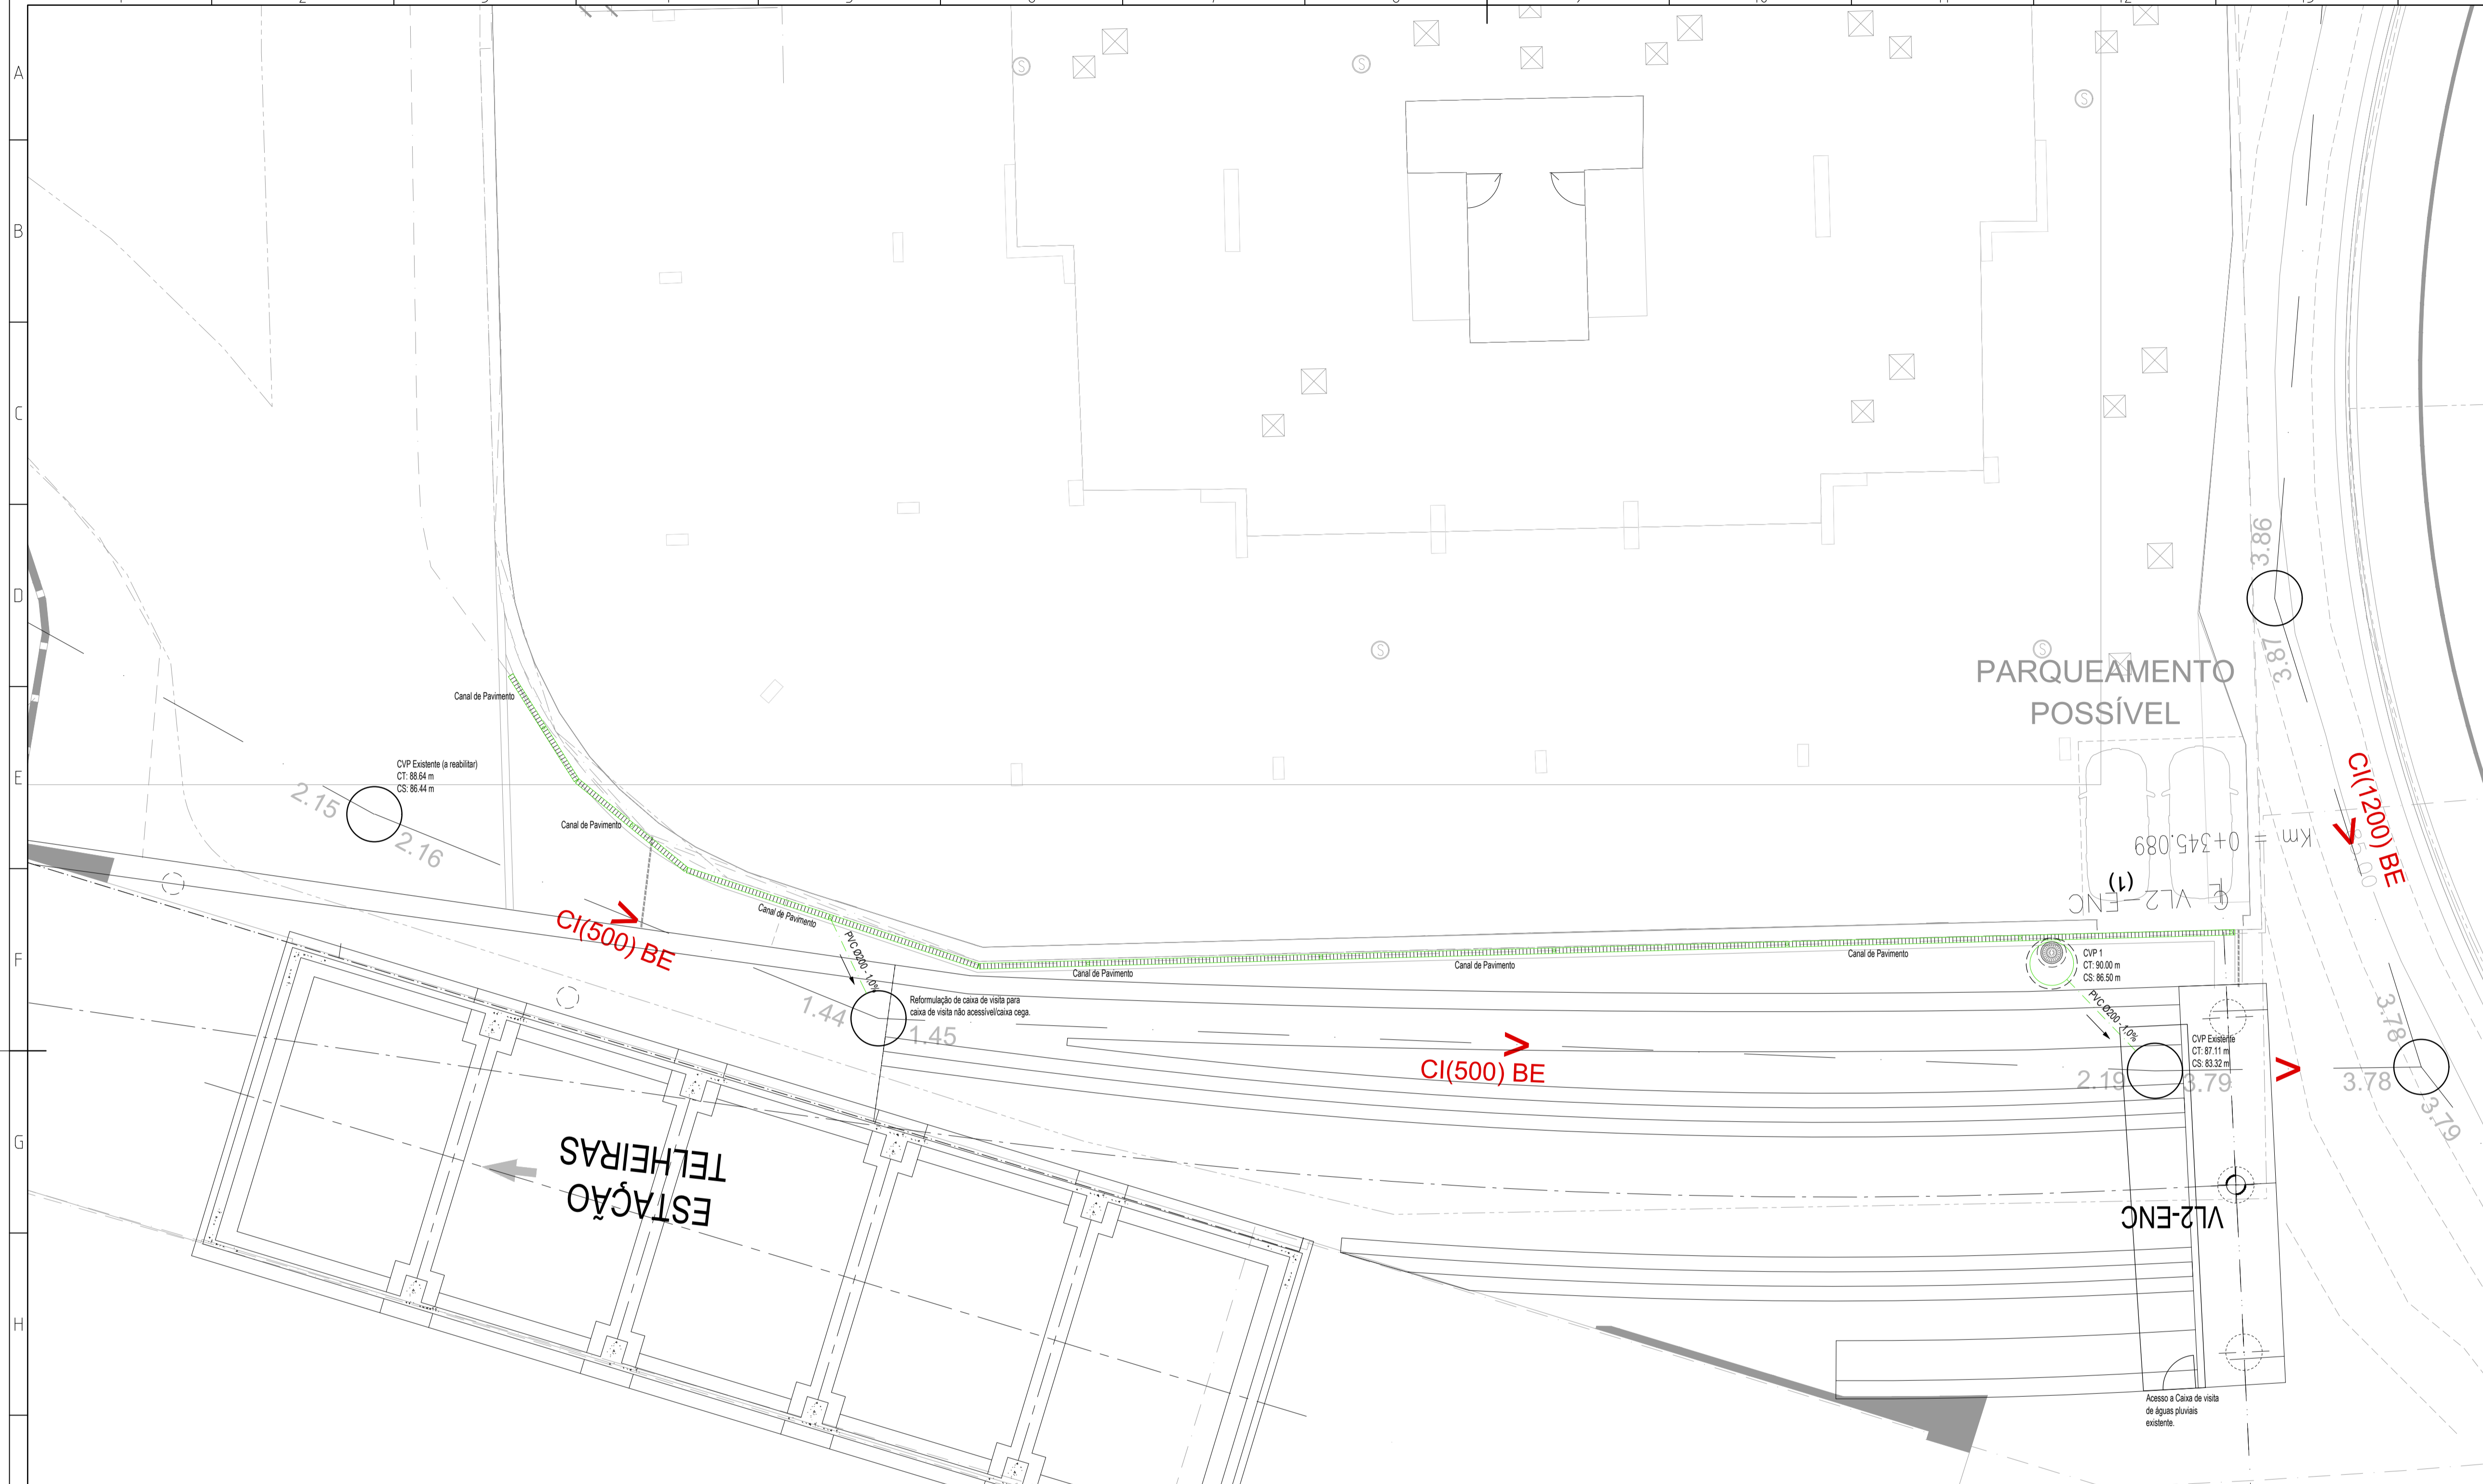 A
B
C
D
E
F
G
H
S
S
S
S
S
3.86
3.87
PARQUEAMENTO
POSSÍVEL
Canal de Pavimento
CVP Existente (a reabilitar)
CT: 88.64 m
CS: 86.44 m
2.15
2.16
Canal de Pavimento
CI(1200) BE
Km = 0+345.089
(1)
VL2-ENC
CI(500) BE
Canal de Pavimento
PVC Ø200 - 1,0%
Canal de Pavimento
Canal de Pavimento
Canal de Pavimento
CVP 1
CT: 90.00 m
CS: 86.50 m
PVC Ø200 - 1,0%
1.44
1.45
Reformulação de caixa de visita para
caixa de visita não acessível/caixa cega.
CI(500) BE
CVP Existente
CT: 87.11 m
CS: 83.32 m
2.19
3.79
3.78
3.78
3.79
ESTAÇÃO
TELHEIRAS
VL2-ENC
Acesso a Caixa de visita
de águas pluviais
existente.